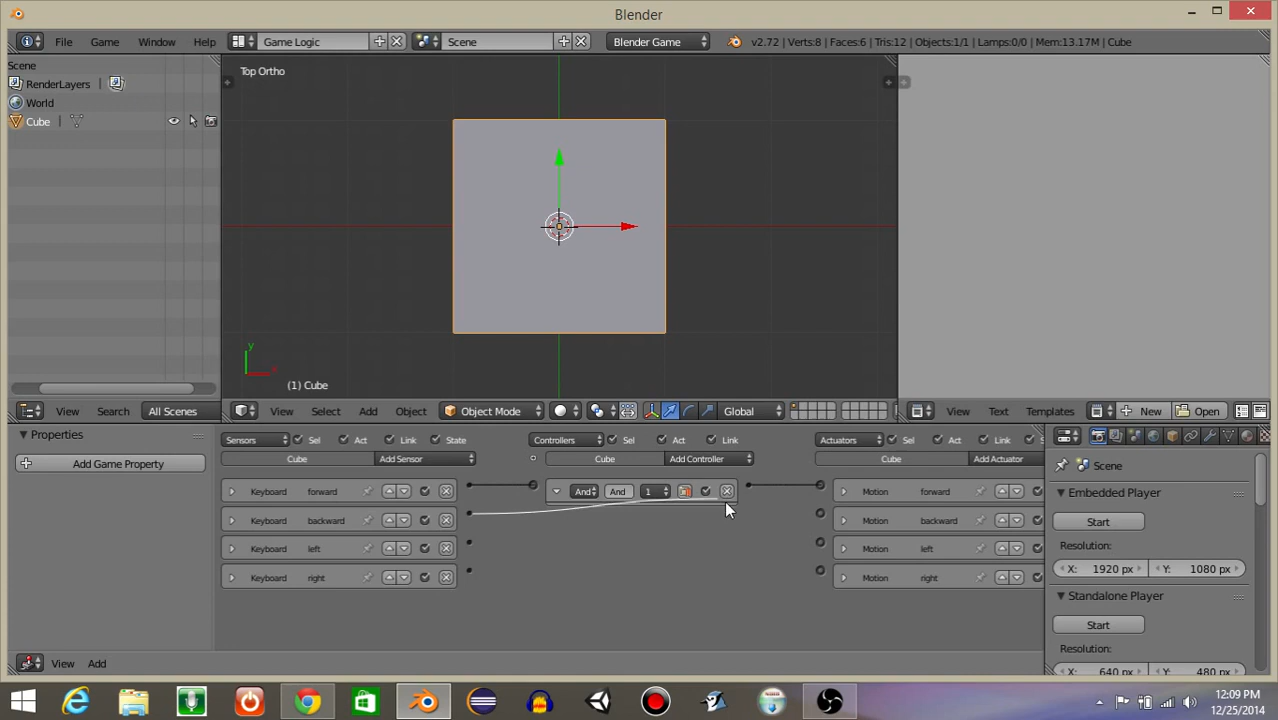 Blender
File Game Window Help Game Logic Scene Blender Game v2.72 | Verts:8 | Faces:6 | Tris:12 | Objects:1/1 | Lamps:0/0 | Mem:13.17M | Cube
Scene
RenderLayers
World
Cube
Top Ortho
y
x
(1) Cube
View Search All Scenes
View Select Add Object Object Mode Global
View Text Templates New Open
Properties
Add Game Property
Sensors Sel Act Link State
Cube Add Sensor
Keyboard forward
Keyboard backward
Keyboard left
Keyboard right
Controllers Sel Act Link
Cube Add Controller
And And 1
Actuators Sel Act Link S
Cube Add Actuator
Motion forward
Motion backward
Motion left
Motion right
Scene
Embedded Player
Start
Resolution:
X: 1920 px Y: 1080 px
Standalone Player
Start
Resolution:
X: 640 px Y: 480 px
View Add
12:09 PM
12/25/2014